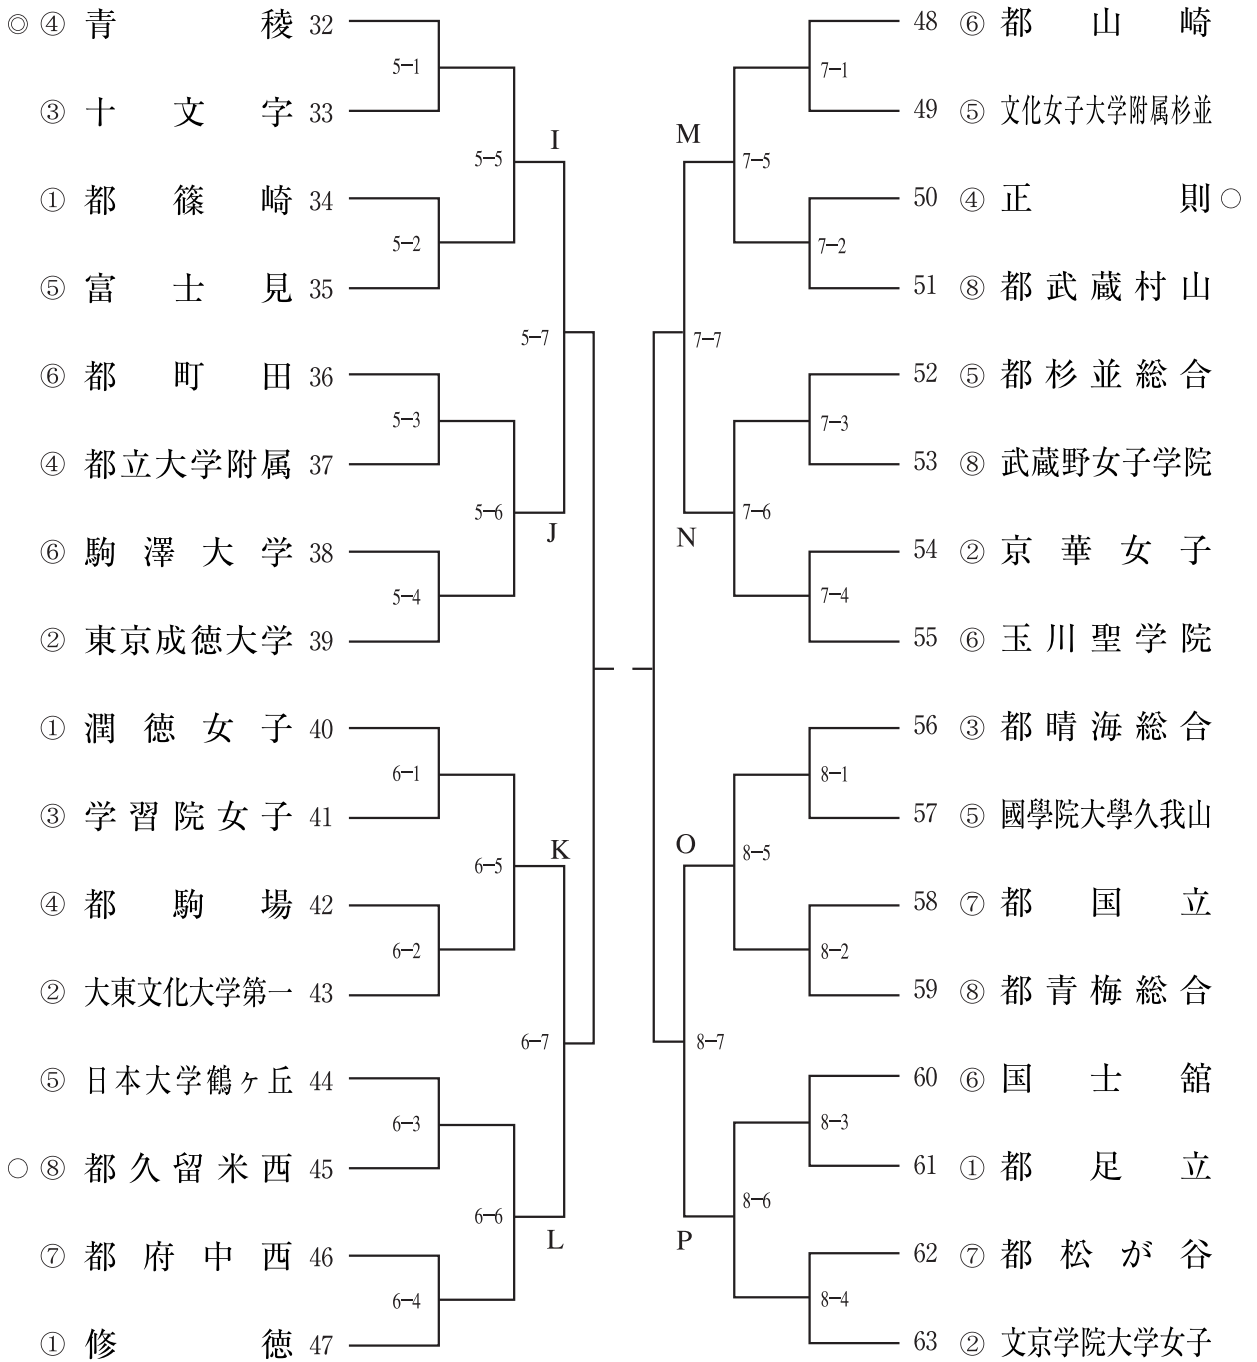 ◎ ④ 青稜 32
5-1
③ 十文字 33
I
5-5
① 都篠崎 34
5-2
⑤ 富士見 35
5-7
⑥ 都町田 36
5-3
④ 都立大学附属 37
5-6
J
⑥ 駒澤大学 38
5-4
② 東京成徳大学 39
① 潤徳女子 40
6-1
③ 学習院女子 41
K
6-5
④ 都駒場 42
6-2
② 大東文化大学第一 43
6-7
⑤ 日本大学鶴ヶ丘 44
6-3
○ ⑧ 都久留米西 45
6-6
L
⑦ 都府中西 46
6-4
① 修徳 47
48 ⑥ 都山崎
7-1
49 ⑤ 文化女子大学附属杉並
M
7-5
50 ④ 正則 ○
7-2
51 ⑧ 都武蔵村山
7-7
52 ⑤ 都杉並総合
7-3
53 ⑧ 武蔵野女子学院
7-6
N
54 ② 京華女子
7-4
55 ⑥ 玉川聖学院
56 ③ 都晴海総合
8-1
57 ⑤ 國學院大學久我山
O
8-5
58 ⑦ 都国立
8-2
59 ⑧ 都青梅総合
8-7
60 ⑥ 国士舘
8-3
61 ① 都足立
8-6
P
62 ⑦ 都松が谷
8-4
63 ② 文京学院大学女子